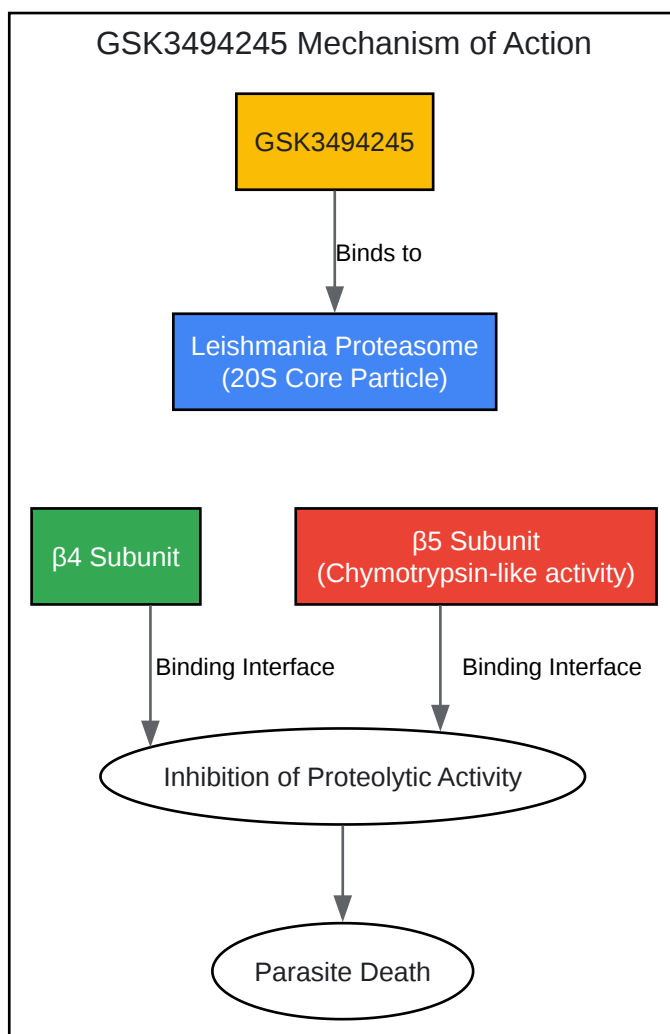 GSK3494245 Mechanism of Action
GSK3494245
Binds to
Leishmania Proteasome
(20S Core Particle)
β4 Subunit
β5 Subunit
(Chymotrypsin-like activity)
Binding Interface
Binding Interface
Inhibition of Proteolytic Activity
Parasite Death